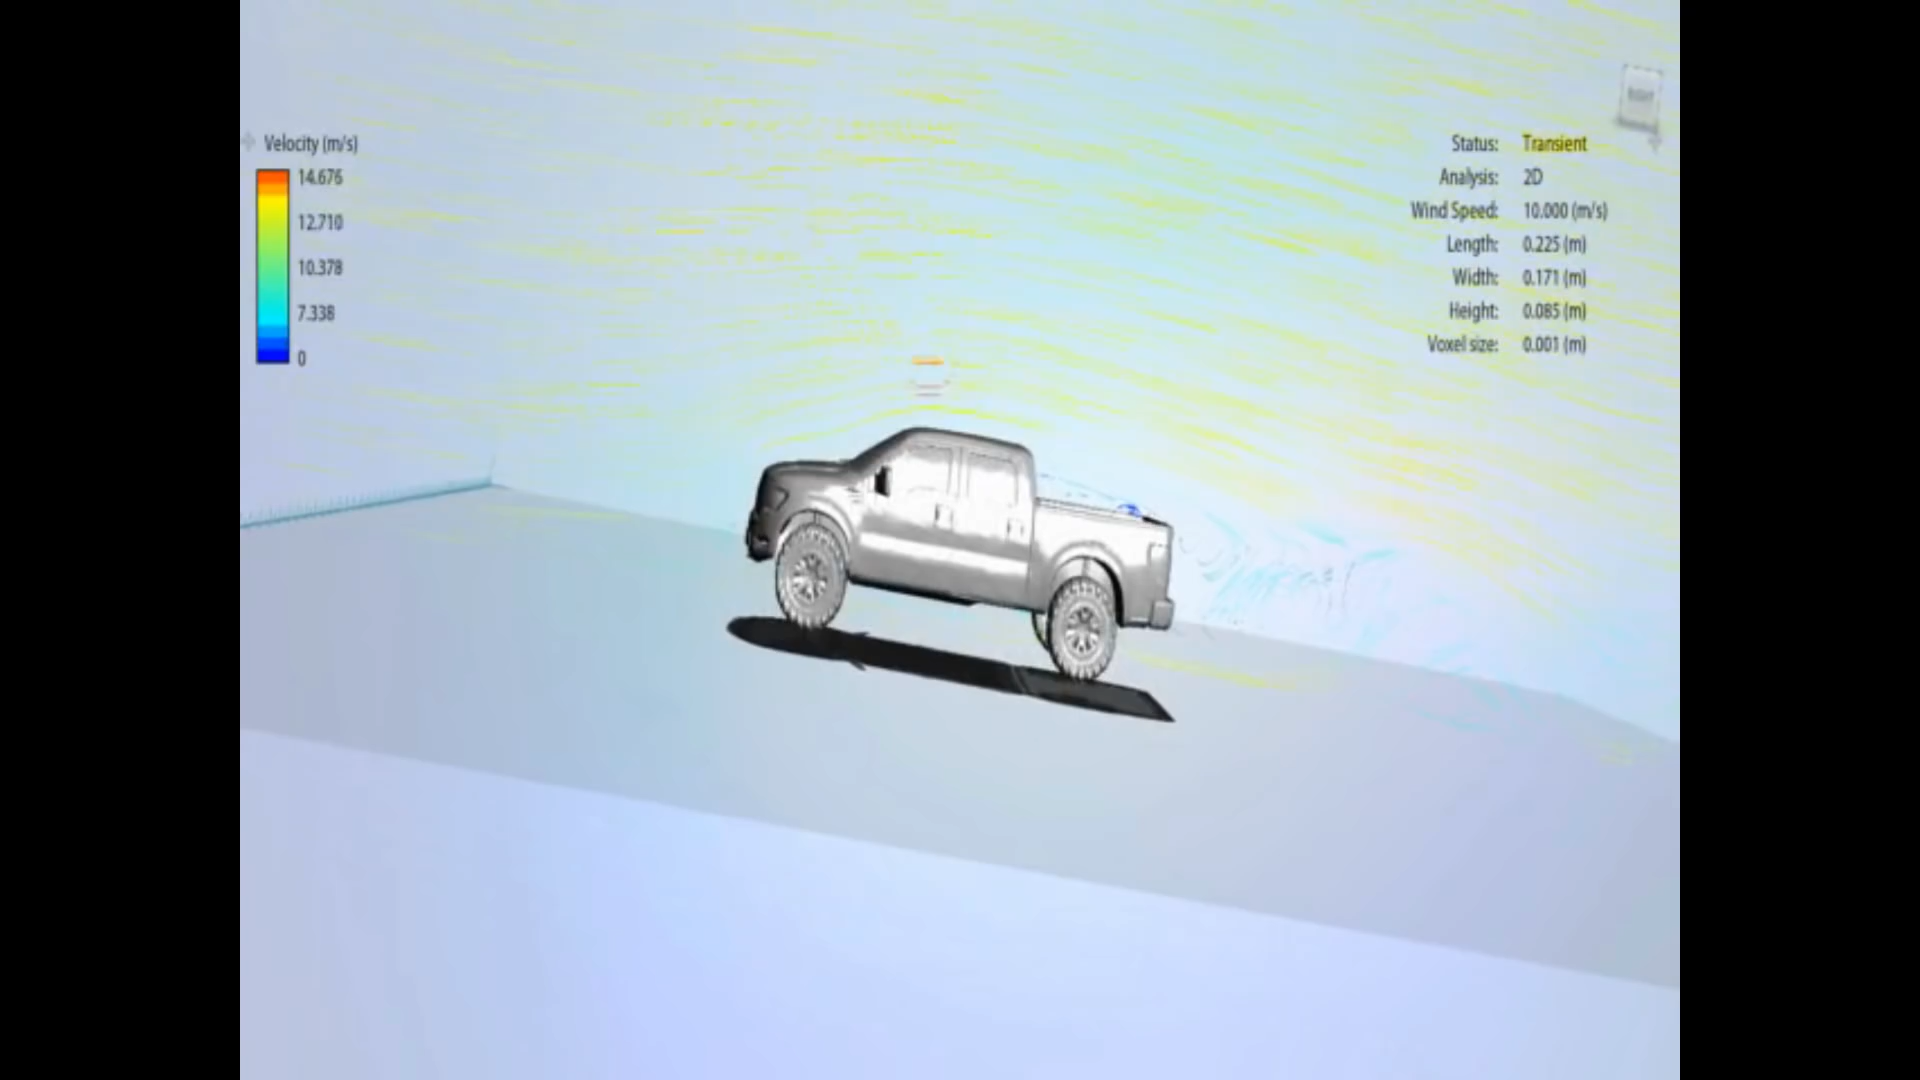 Velocity (m/s)
14.676
12.710
10.378
7.338
0
Status: Transient
Analysis: 2D
Wind Speed: 10.000 (m/s)
Length: 0.225 (m)
Width: 0.171 (m)
Height: 0.085 (m)
Voxel size: 0.001 (m)